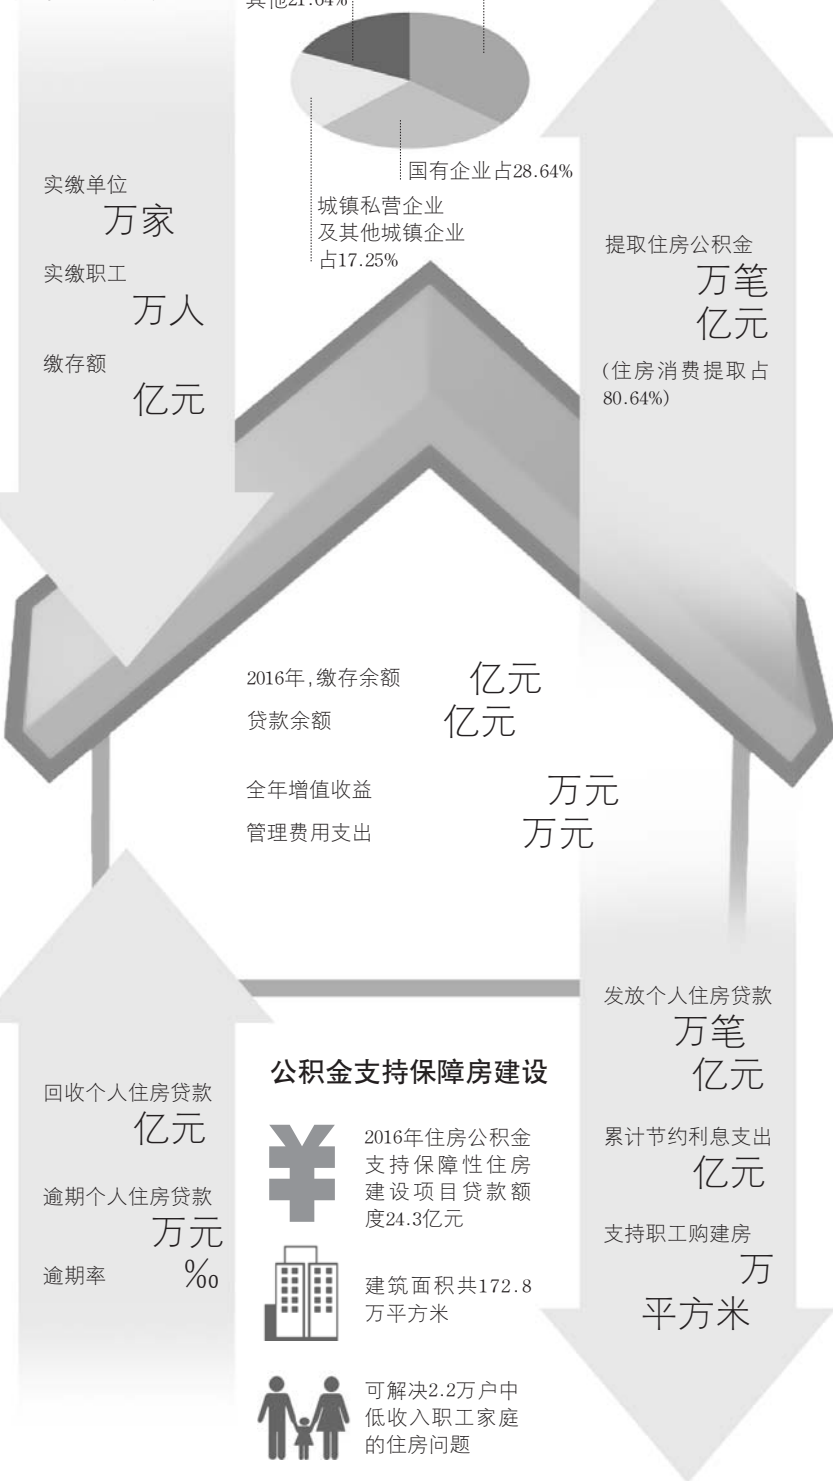 其他21.64%
国有企业占28.64%
城镇私营企业
及其他城镇企业
占17.25%
实缴单位
万家
实缴职工
万人
缴存额
亿元
提取住房公积金
万笔
亿元
(住房消费提取占
80.64%)
2016年,缴存余额 亿元
贷款余额 亿元
全年增值收益 万元
管理费用支出 万元
回收个人住房贷款
亿元
逾期个人住房贷款
万元
逾期率 ‰
公积金支持保障房建设
2016年住房公积金
支持保障性住房
建设项目贷款额
度24.3亿元
建筑面积共172.8
万平方米
可解决2.2万户中
低收入职工家庭
的住房问题
发放个人住房贷款
万笔
亿元
累计节约利息支出
亿元
支持职工购建房
万
平方米